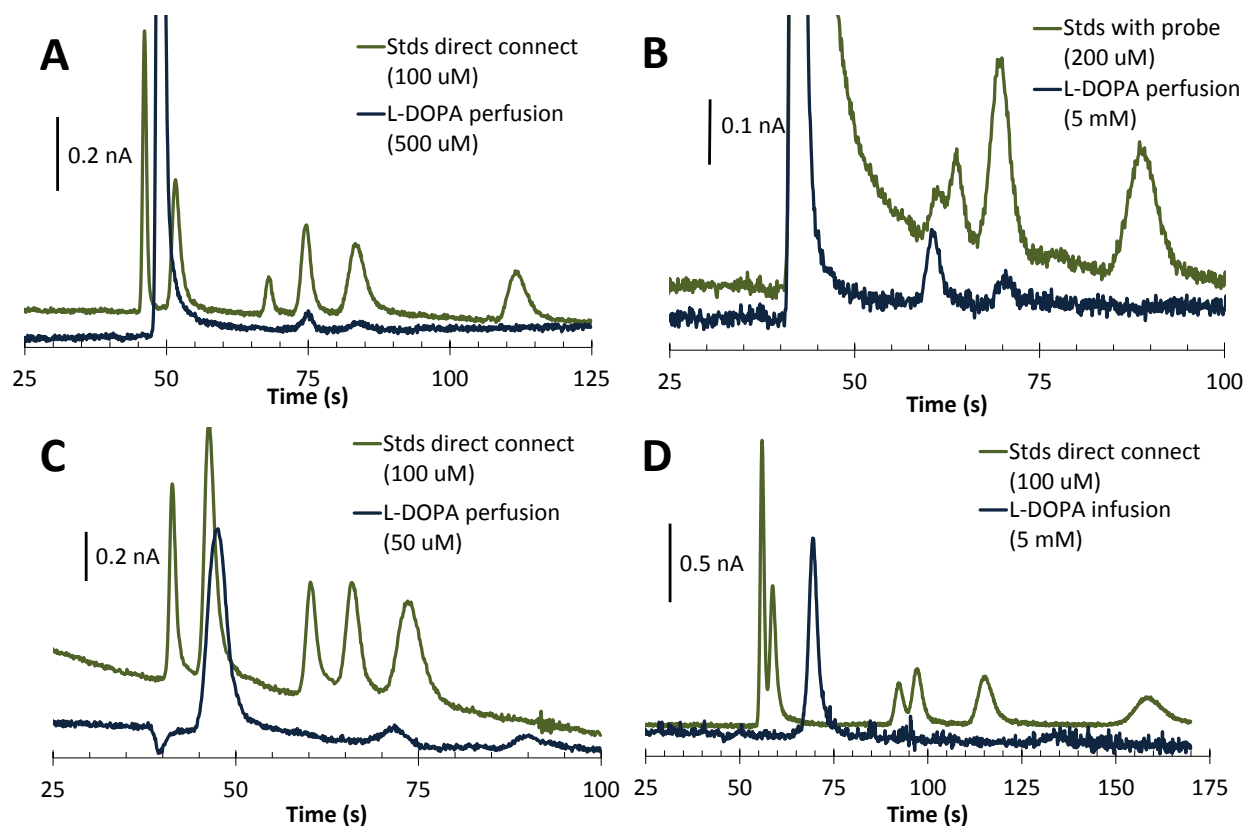 A
Stds direct connect
(100 uM)
L-DOPA perfusion
(500 uM)
0.2 nA
25 50 75 100 125
Time (s)
B
Stds with probe
(200 uM)
L-DOPA perfusion
(5 mM)
0.1 nA
25 50 75 100
Time (s)
C
Stds direct connect
(100 uM)
L-DOPA perfusion
(50 uM)
0.2 nA
25 50 75 100
Time (s)
D
Stds direct connect
(100 uM)
L-DOPA infusion
(5 mM)
0.5 nA
25 50 75 100 125 150 175
Time (s)